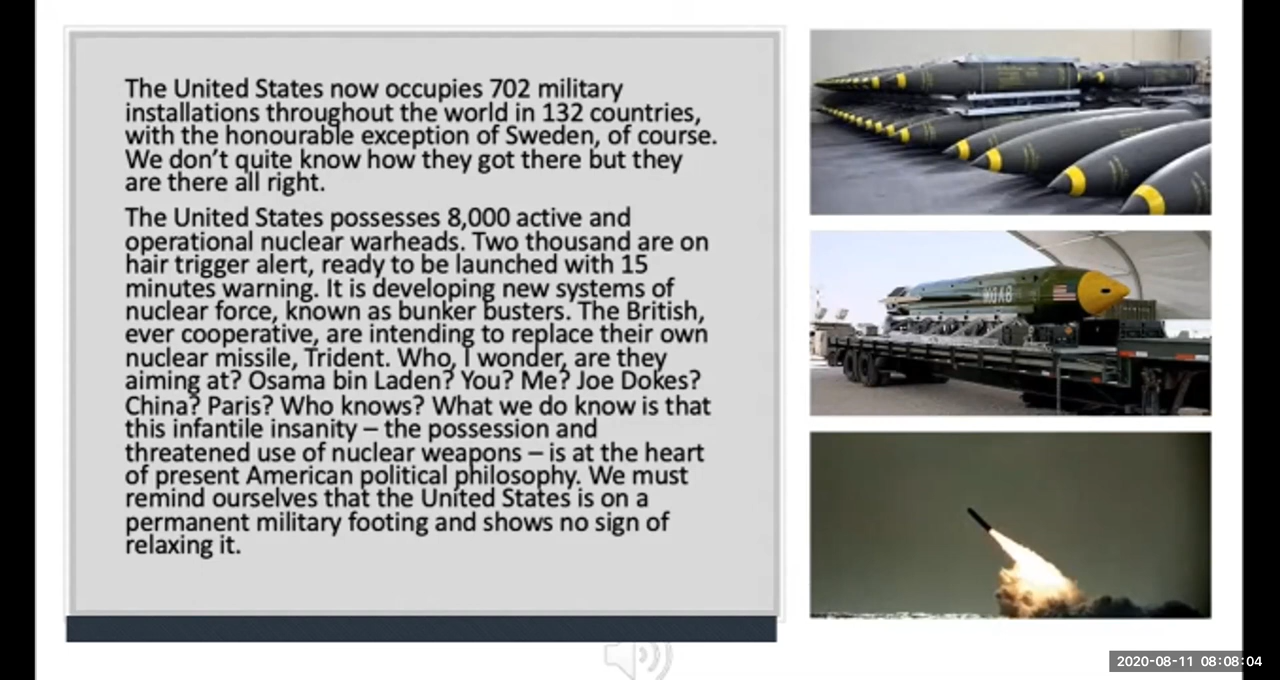 The United States now occupies 702 military
installations throughout the world in 132 countries,
with the honourable exception of Sweden, of course.
We don't quite know how they got there but they
are there all right.
The United States possesses 8,000 active and
operational nuclear warheads. Two thousand are on
hair trigger alert, ready to be launched with 15
minutes warning. It is developing new systems of
nuclear force, known as bunker busters. The British,
ever cooperative, are intending to replace their own
nuclear missile, Trident. Who, I wonder, are they
aiming at? Osama bin Laden? You? Me? Joe Dokes?
China? Paris? Who knows? What we do know is that
this infantile insanity – the possession and
threatened use of nuclear weapons – is at the heart
of present American political philosophy. We must
remind ourselves that the United States is on a
permanent military footing and shows no sign of
relaxing it.
MOAB
2020-08-11 08:08:04